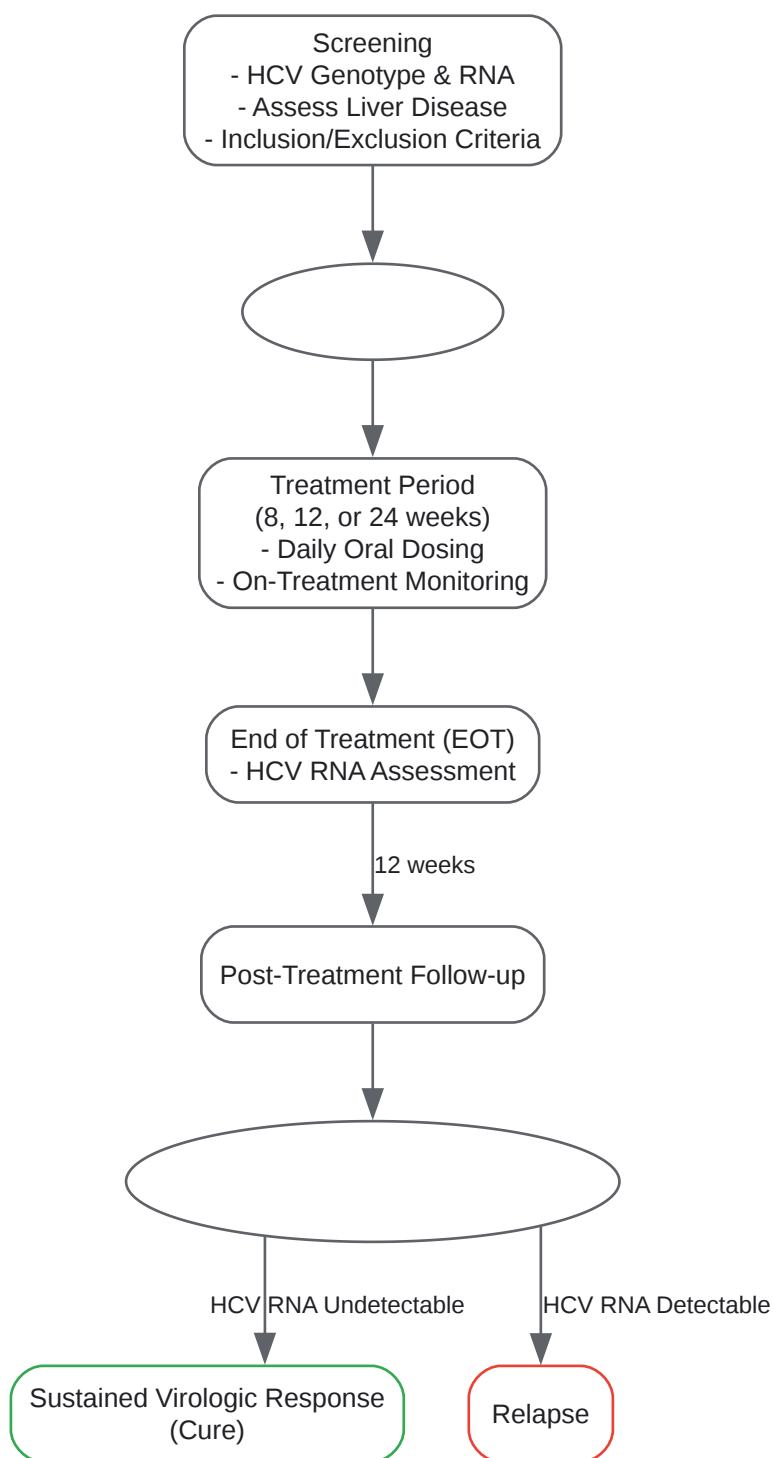 Screening
- HCV Genotype & RNA
- Assess Liver Disease
- Inclusion/Exclusion Criteria
Treatment Period
(8, 12, or 24 weeks)
- Daily Oral Dosing
- On-Treatment Monitoring
End of Treatment (EOT)
- HCV RNA Assessment
12 weeks
Post-Treatment Follow-up
HCV RNA Undetectable
HCV RNA Detectable
Sustained Virologic Response
(Cure)
Relapse